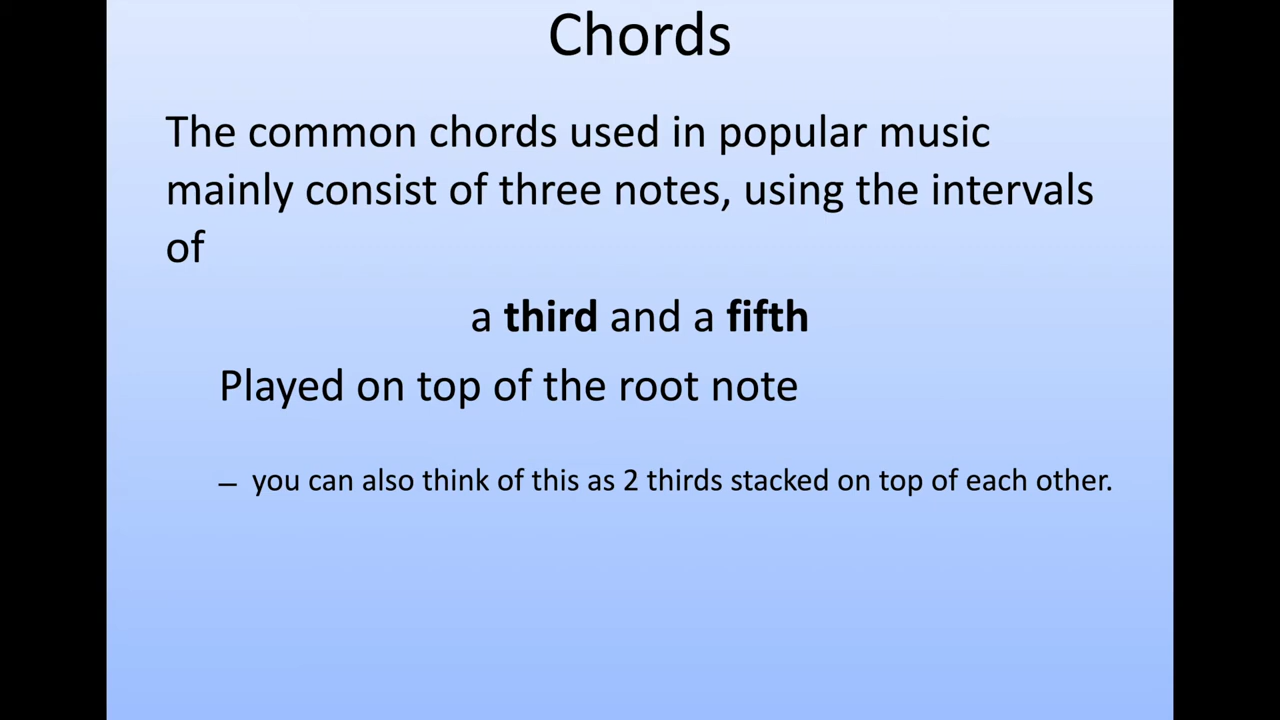 Chords
The common chords used in popular music
mainly consist of three notes, using the intervals
of
a third and a fifth
Played on top of the root note
– you can also think of this as 2 thirds stacked on top of each other.